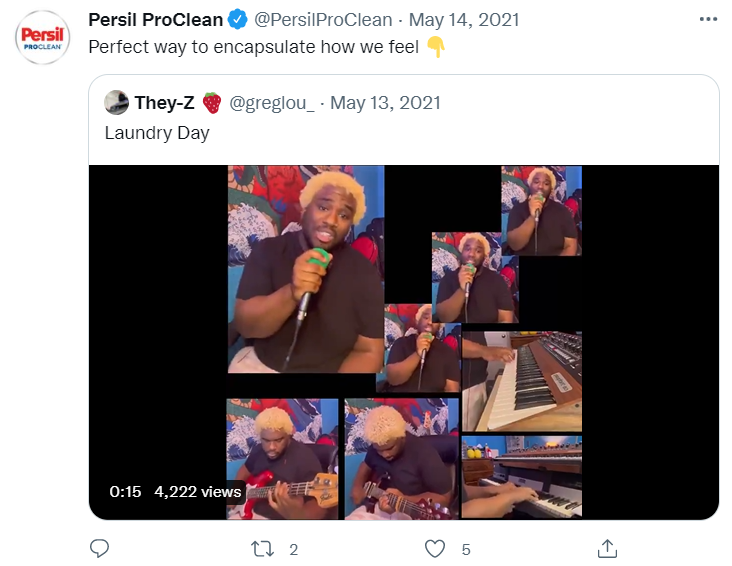 Persil ProClean @PersilProClean · May 14, 2021
Perfect way to encapsulate how we feel 👇
Persil
PROCLEAN
They-Z 🍓 @greglou_ · May 13, 2021
Laundry Day
0:15 4,222 views
2
5